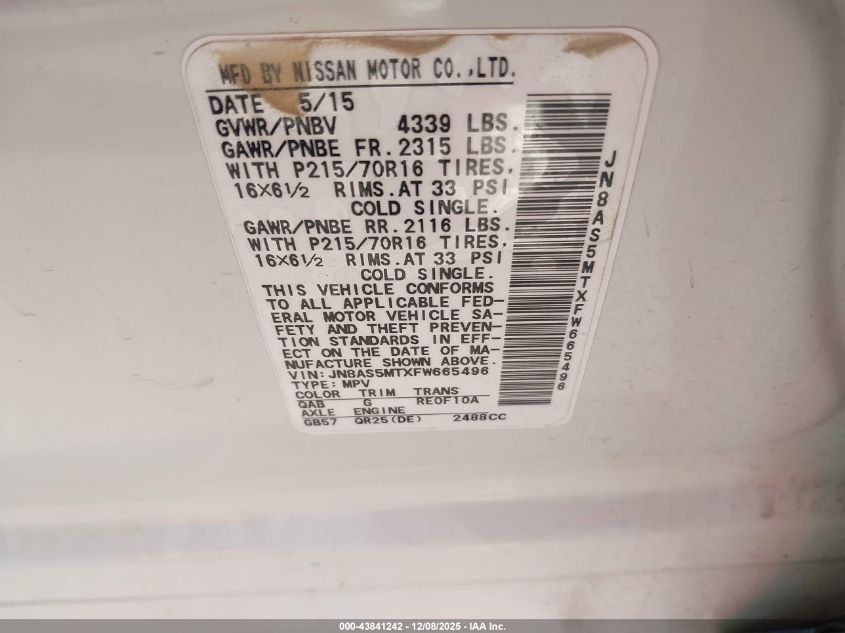 MFD BY NISSAN MOTOR CO.,LTD.
DATE 5/15
GVWR/PNBV 4339 LBS.
GAWR/PNBE FR. 2315 LBS.
WITH P215/70R16 TIRES,
16X6½ RIMS. AT 33 PSI
COLD SINGLE.
GAWR/PNBE RR. 2116 LBS.
WITH P215/70R16 TIRES,
16X6½ RIMS. AT 33 PSI
COLD SINGLE.
THIS VEHICLE CONFORMS
TO ALL APPLICABLE FED-
ERAL MOTOR VEHICLE SA-
FETY AND THEFT PREVEN-
TION STANDARDS IN EFF-
ECT ON THE DATE OF MA-
NUFACTURE SHOWN ABOVE.
VIN: JN8AS5MTXFW665496
TYPE: MPV
COLOR TRIM TRANS
QAB G RE0F10A
AXLE ENGINE
GB57 QR25(DE) 2488CC
JN8AS5MTXFW665496
000-43841242 - 12/08/2025 - IAA Inc.